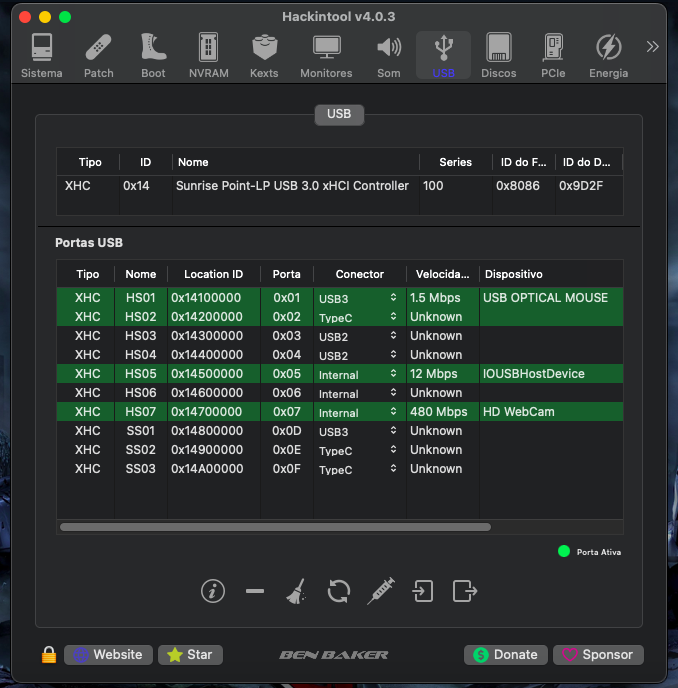 Hackintool v4.0.3
Sistema Patch Boot NVRAM Kexts Monitores Som USB Discos PCIe Energia
USB
Tipo ID Nome Series ID do F... ID do D...
XHC 0x14 Sunrise Point-LP USB 3.0 xHCI Controller 100 0x8086 0x9D2F
Portas USB
Tipo Nome Location ID Porta Conector Velocida... Dispositivo
XHC HS01 0x14100000 0x01 USB3 1.5 Mbps USB OPTICAL MOUSE
XHC HS02 0x14200000 0x02 TypeC Unknown
XHC HS03 0x14300000 0x03 USB2 Unknown
XHC HS04 0x14400000 0x04 USB2 Unknown
XHC HS05 0x14500000 0x05 Internal 12 Mbps IOUSBHostDevice
XHC HS06 0x14600000 0x06 Internal Unknown
XHC HS07 0x14700000 0x07 Internal 480 Mbps HD WebCam
XHC SS01 0x14800000 0x0D USB3 Unknown
XHC SS02 0x14900000 0x0E TypeC Unknown
XHC SS03 0x14A00000 0x0F TypeC Unknown
Porta Ativa
Website Star BEN BAKER Donate Sponsor